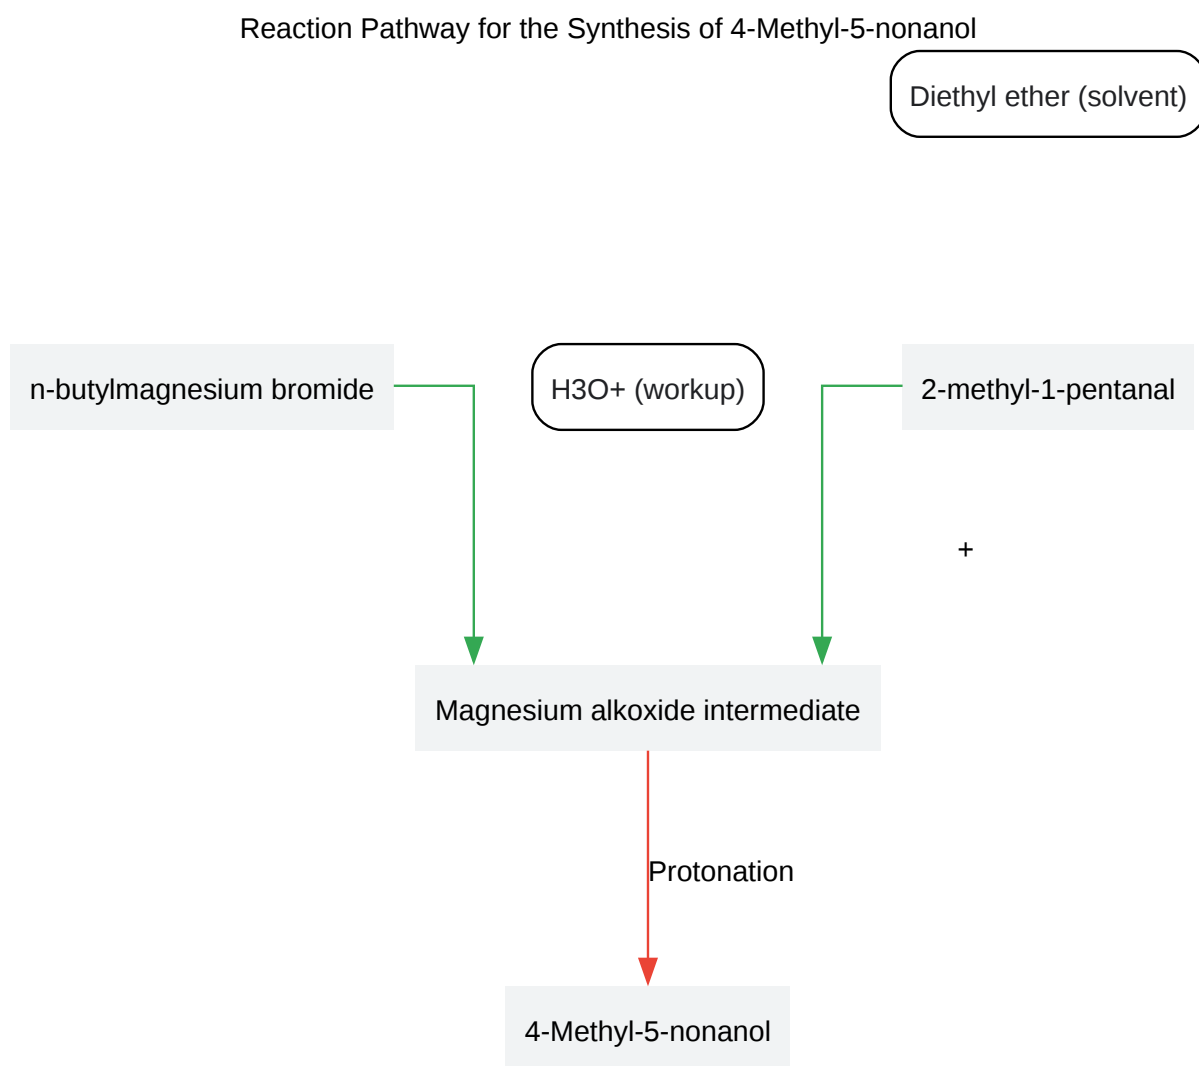 Reaction Pathway for the Synthesis of 4-Methyl-5-nonanol
Diethyl ether (solvent)
n-butylmagnesium bromide
H3O+ (workup)
2-methyl-1-pentanal
+
Magnesium alkoxide intermediate
Protonation
4-Methyl-5-nonanol